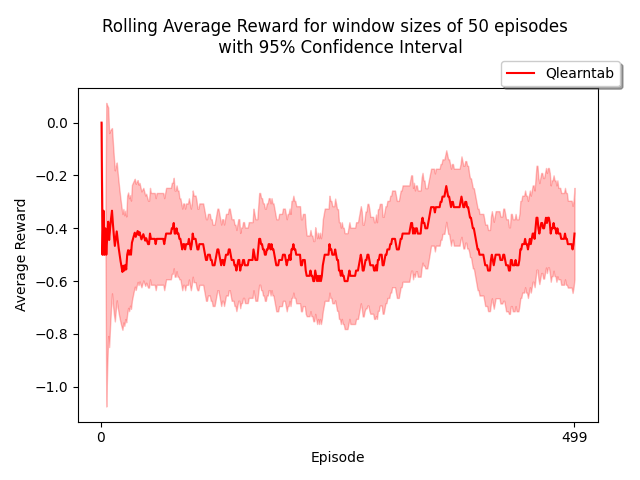 Rolling Average Reward for window sizes of 50 episodes
with 95% Confidence Interval
Qlearntab
0.0
−0.2
−0.4
−0.6
−0.8
−1.0
Average Reward
0
499
Episode